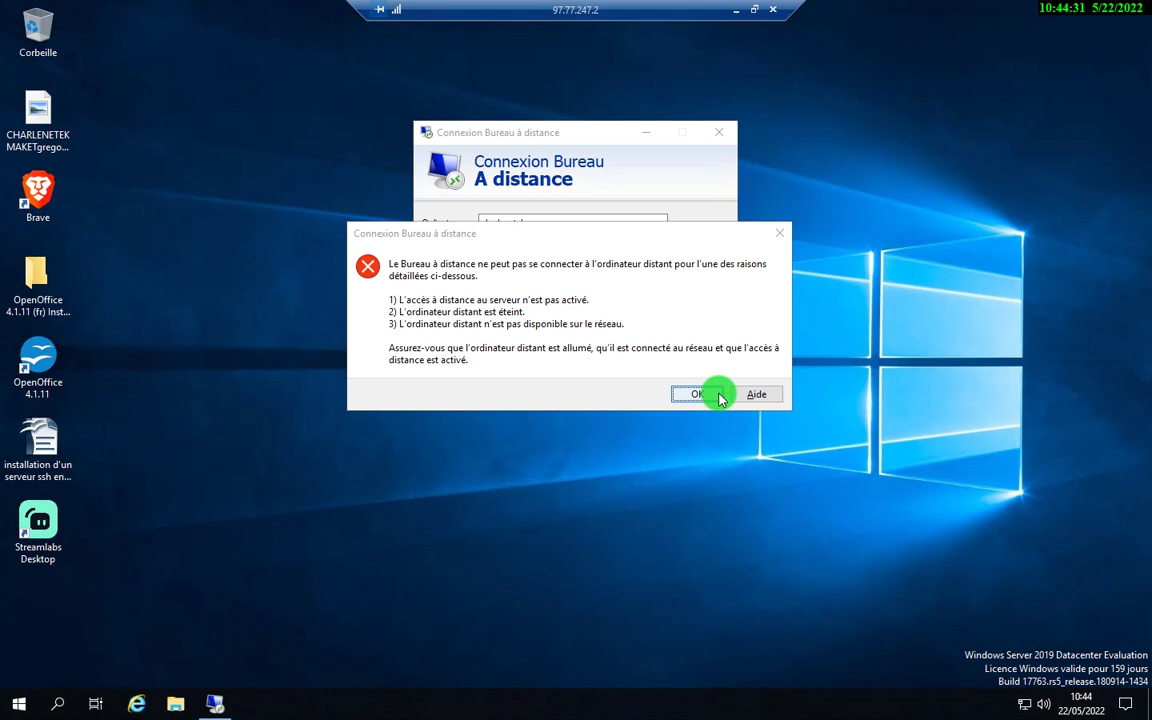 97.77.247.2
10:44:31 5/22/2022
Corbeille
CHARLENETEK
MAKETgrego...
Brave
OpenOffice
4.1.11 (fr) Inst...
OpenOffice
4.1.11
installation d'un
serveur ssh en...
Streamlabs
Desktop
Connexion Bureau à distance
Connexion Bureau
A distance
Connexion Bureau à distance
Le Bureau à distance ne peut pas se connecter à l'ordinateur distant pour l'une des raisons
détaillées ci-dessous.
1) L'accès à distance au serveur n'est pas activé.
2) L'ordinateur distant est éteint.
3) L'ordinateur distant n'est pas disponible sur le réseau.
Assurez-vous que l'ordinateur distant est allumé, qu'il est connecté au réseau et que l'accès à
distance est activé.
OK
Aide
Windows Server 2019 Datacenter Evaluation
Licence Windows valide pour 159 jours
Build 17763.rs5_release.180914-1434
10:44
22/05/2022